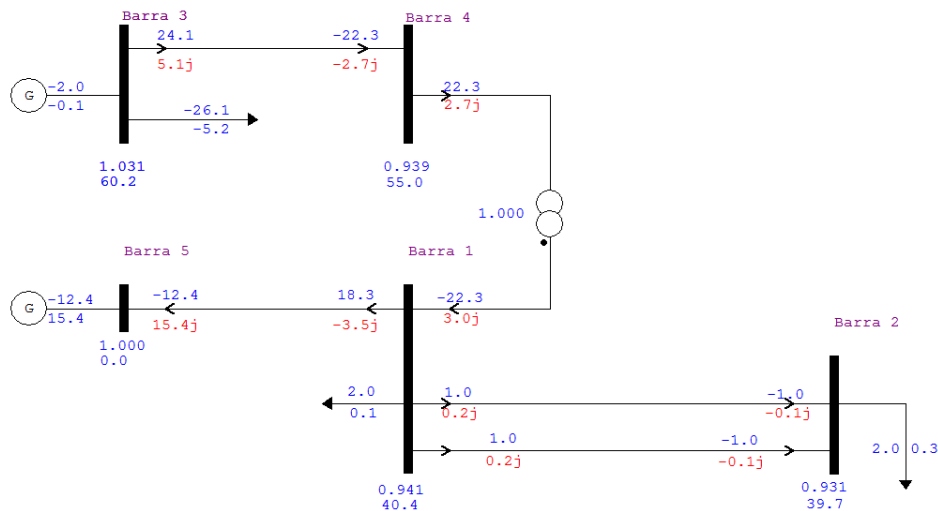 Barra 3
Barra 4
24.1
-22.3
5.1j
-2.7j
G
-2.0
-0.1
22.3
2.7j
-26.1
-5.2
1.031
60.2
0.939
55.0
1.000
Barra 5
Barra 1
G
-12.4
15.4
-12.4
18.3
-22.3
15.4j
-3.5j
3.0j
Barra 2
1.000
0.0
2.0
0.1
1.0
-1.0
0.2j
-0.1j
1.0
-1.0
0.2j
-0.1j
2.0
0.3
0.941
40.4
0.931
39.7